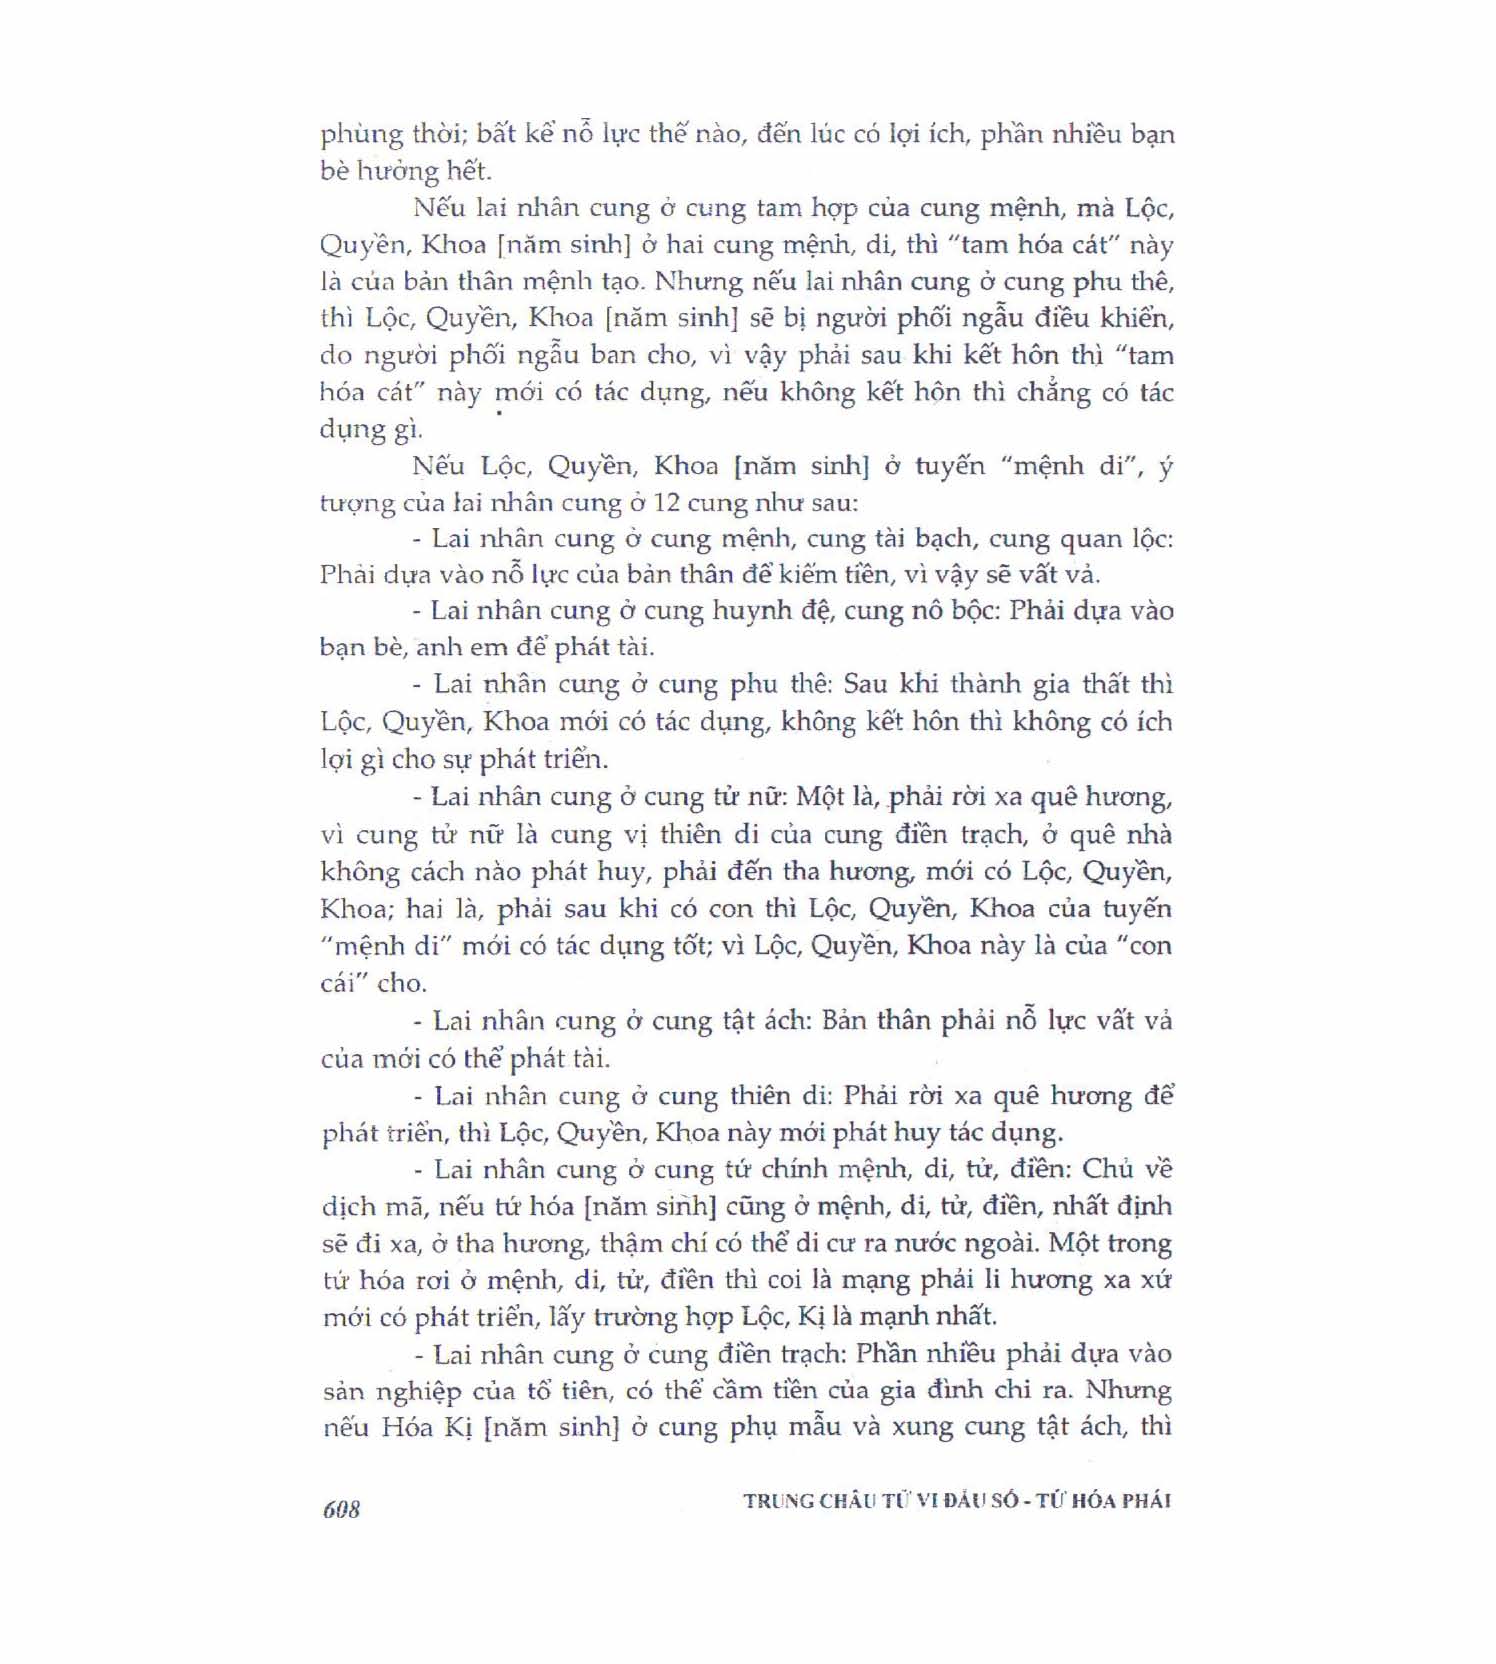 phùng thời; bất kể nỗ lực thế nào, đến lúc có lợi ích, phần nhiều bạn
bè hưởng hết.
Nếu lai nhân cung ở cung tam hợp của cung mệnh, mà Lộc,
Quyền, Khoa [năm sinh] ở hai cung mệnh, di, thì "tam hóa cát" này
là của bản thân mệnh tạo. Nhưng nếu lai nhân cung ở cung phu thê,
thì Lộc, Quyền, Khoa [năm sinh] sẽ bị người phối ngẫu điều khiển,
do người phối ngẫu ban cho, vì vậy phải sau khi kết hôn thì "tam
hóa cát" này mới có tác dụng, nếu không kết hôn thì chẳng có tác
dụng gì.
Nếu Lộc, Quyền, Khoa [năm sinh] ở tuyến "mệnh di", ý
tượng của lai nhân cung ở 12 cung như sau:
- Lai nhân cung ở cung mệnh, cung tài bạch, cung quan lộc:
Phải dựa vào nỗ lực của bản thân để kiếm tiền, vì vậy sẽ vất vả.
- Lai nhân cung ở cung huynh đệ, cung nô bộc: Phải dựa vào
bạn bè, anh em để phát tài.
- Lai nhân cung ở cung phu thê: Sau khi thành gia thất thì
Lộc, Quyền, Khoa mới có tác dụng, không kết hôn thì không có ích
lợi gì cho sự phát triển.
- Lai nhân cung ở cung tử nữ: Một là, phải rời xa quê hương,
vì cung tử nữ là cung vị thiên di của cung điền trạch, ở quê nhà
không cách nào phát huy, phải đến tha hương, mới có Lộc, Quyền,
Khoa; hai là, phải sau khi có con thì Lộc, Quyền, Khoa của tuyến
"mệnh di" mới có tác dụng tốt; vì Lộc, Quyền, Khoa này là của "con
cái" cho.
- Lai nhân cung ở cung tật ách: Bản thân phải nỗ lực vất vả
của mới có thể phát tài.
- Lai nhân cung ở cung thiên di: Phải rời xa quê hương để
phát triển, thì Lộc, Quyền, Khoa này mới phát huy tác dụng.
- Lai nhân cung ở cung tứ chính mệnh, di, tử, điền: Chủ về
dịch mã, nếu tứ hóa [năm sinh] cũng ở mệnh, di, tử, điền, nhất định
sẽ đi xa, ở tha hương, thậm chí có thể di cư ra nước ngoài. Một trong
tứ hóa rơi ở mệnh, di, tử, điền thì coi là mạng phải li hương xa xứ
mới có phát triển, lấy trường hợp Lộc, Kị là mạnh nhất.
- Lai nhân cung ở cung điền trạch: Phần nhiều phải dựa vào
sản nghiệp của tổ tiên, có thể cầm tiền của gia đình chi ra. Nhưng
nếu Hóa Kị [năm sinh] ở cung phụ mẫu và xung cung tật ách, thì
608
TRUNG CHÂU TỬ VI ĐẨU SỐ - TỨ HÓA PHÁI